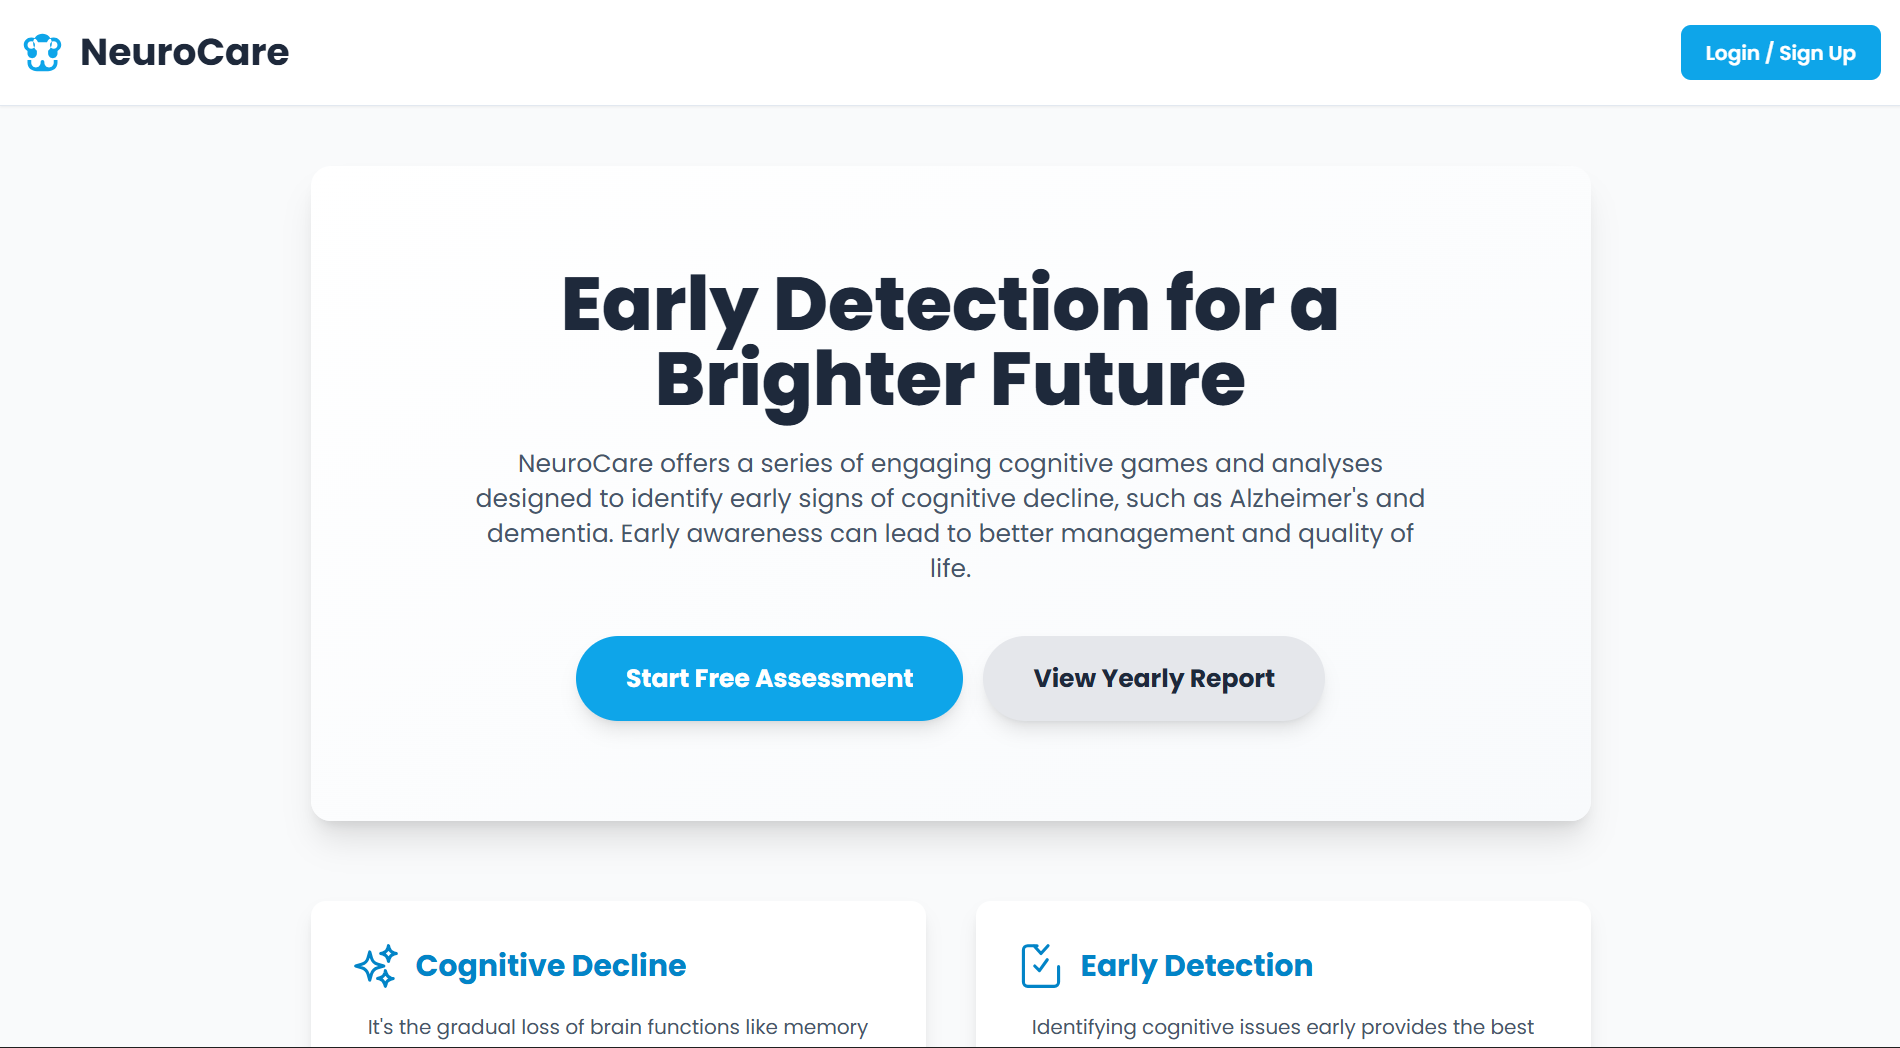 NeuroCare
Login / Sign Up
Early Detection for a
Brighter Future
NeuroCare offers a series of engaging cognitive games and analyses
designed to identify early signs of cognitive decline, such as Alzheimer's and
dementia. Early awareness can lead to better management and quality of
life.
Start Free Assessment
View Yearly Report
Cognitive Decline
It's the gradual loss of brain functions like memory
Early Detection
Identifying cognitive issues early provides the best